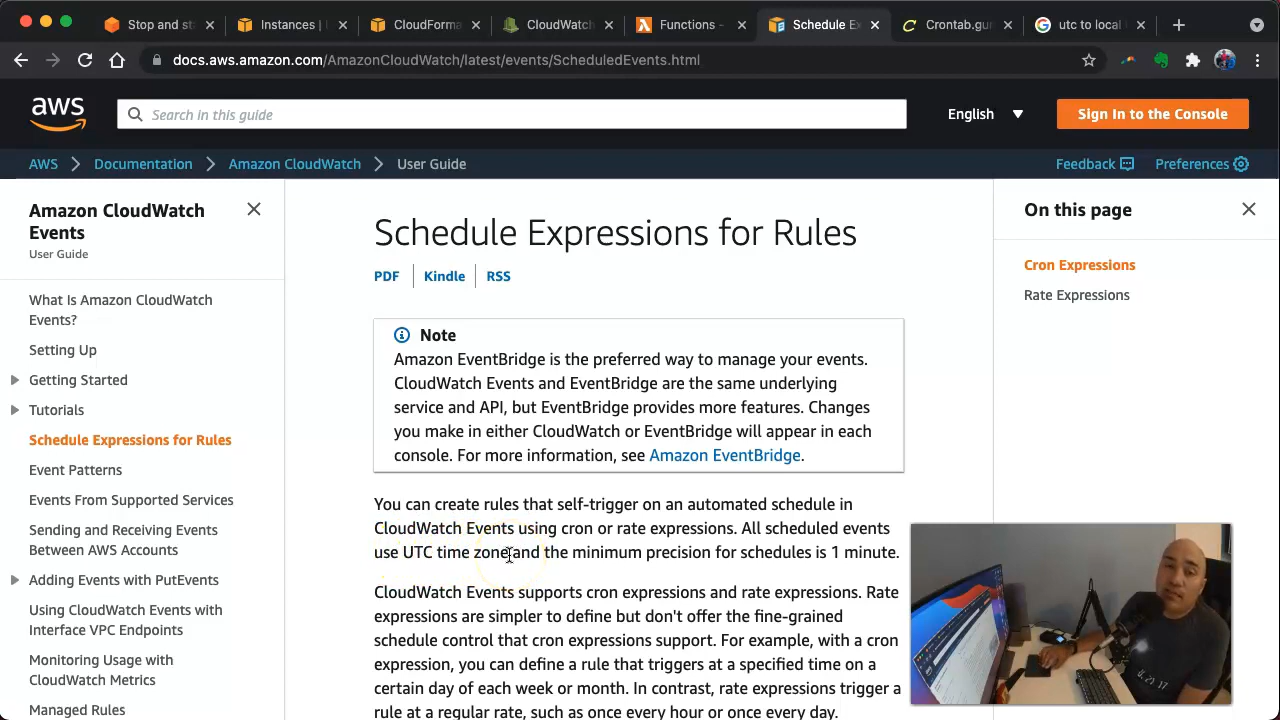 Stop and st
Instances |
CloudForma
CloudWatch
Functions -
Schedule Ex
Crontab.gur
utc to local
docs.aws.amazon.com/AmazonCloudWatch/latest/events/ScheduledEvents.html
aws
Search in this guide
English
Sign In to the Console
AWS
Documentation
Amazon CloudWatch
User Guide
Feedback
Preferences
Amazon CloudWatch
Events
User Guide
What Is Amazon CloudWatch
Events?
Setting Up
Getting Started
Tutorials
Schedule Expressions for Rules
Event Patterns
Events From Supported Services
Sending and Receiving Events
Between AWS Accounts
Adding Events with PutEvents
Using CloudWatch Events with
Interface VPC Endpoints
Monitoring Usage with
CloudWatch Metrics
Managed Rules
Schedule Expressions for Rules
PDF
Kindle
RSS
Note
Amazon EventBridge is the preferred way to manage your events.
CloudWatch Events and EventBridge are the same underlying
service and API, but EventBridge provides more features. Changes
you make in either CloudWatch or EventBridge will appear in each
console. For more information, see Amazon EventBridge.
You can create rules that self-trigger on an automated schedule in
CloudWatch Events using cron or rate expressions. All scheduled events
use UTC time zone and the minimum precision for schedules is 1 minute.
CloudWatch Events supports cron expressions and rate expressions. Rate
expressions are simpler to define but don't offer the fine-grained
schedule control that cron expressions support. For example, with a cron
expression, you can define a rule that triggers at a specified time on a
certain day of each week or month. In contrast, rate expressions trigger a
rule at a regular rate, such as once every hour or once every day.
On this page
Cron Expressions
Rate Expressions